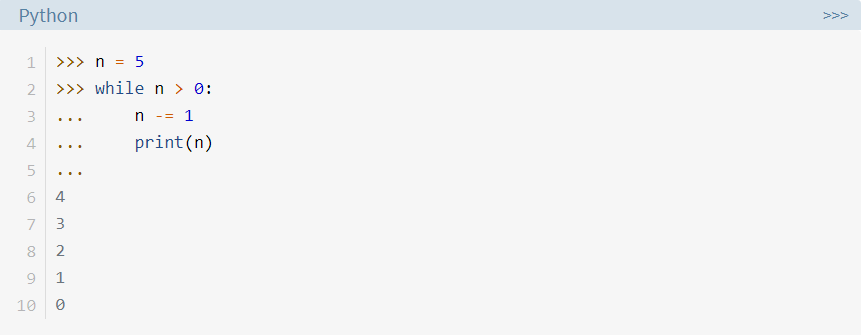 Python >>>
1 >>> n = 5
2 >>> while n > 0:
3 ...     n -= 1
4 ...     print(n)
5 ...
6 4
7 3
8 2
9 1
10 0